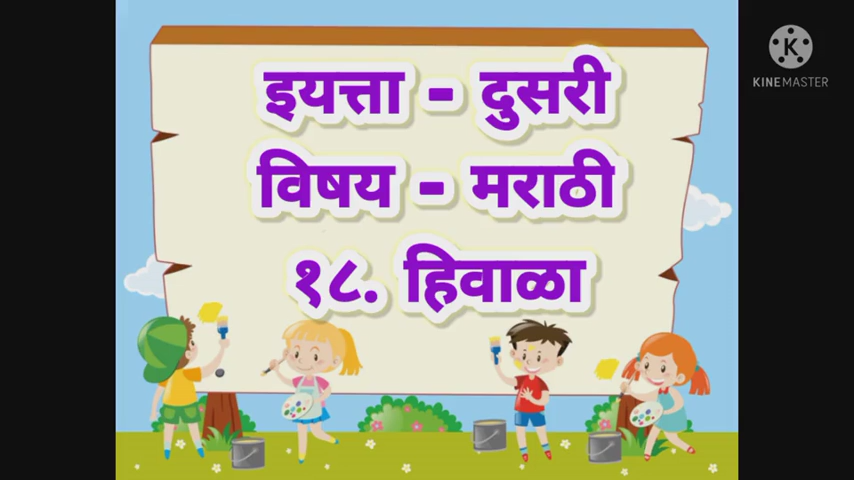 इयत्ता - दुसरी
विषय - मराठी
१८. हिवाळा
K
KINEMASTER